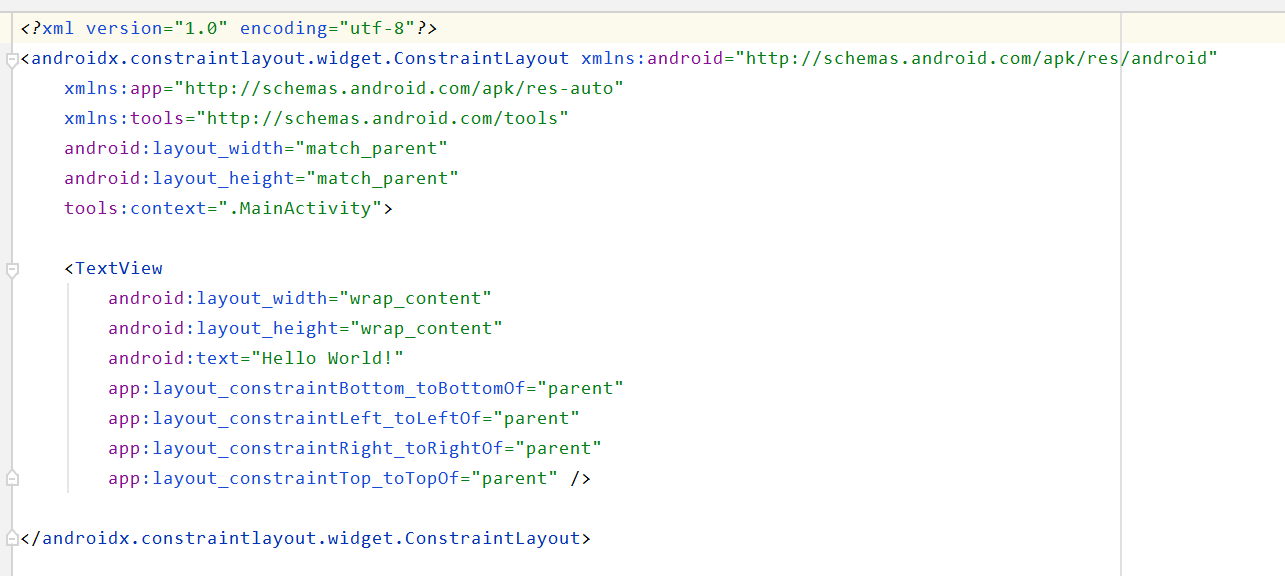 <?xml version="1.0" encoding="utf-8"?>
<androidx.constraintlayout.widget.ConstraintLayout xmlns:android="http://schemas.android.com/apk/res/android"
    xmlns:app="http://schemas.android.com/apk/res-auto"
    xmlns:tools="http://schemas.android.com/tools"
    android:layout_width="match_parent"
    android:layout_height="match_parent"
    tools:context=".MainActivity">

    <TextView
        android:layout_width="wrap_content"
        android:layout_height="wrap_content"
        android:text="Hello World!"
        app:layout_constraintBottom_toBottomOf="parent"
        app:layout_constraintLeft_toLeftOf="parent"
        app:layout_constraintRight_toRightOf="parent"
        app:layout_constraintTop_toTopOf="parent" />

</androidx.constraintlayout.widget.ConstraintLayout>